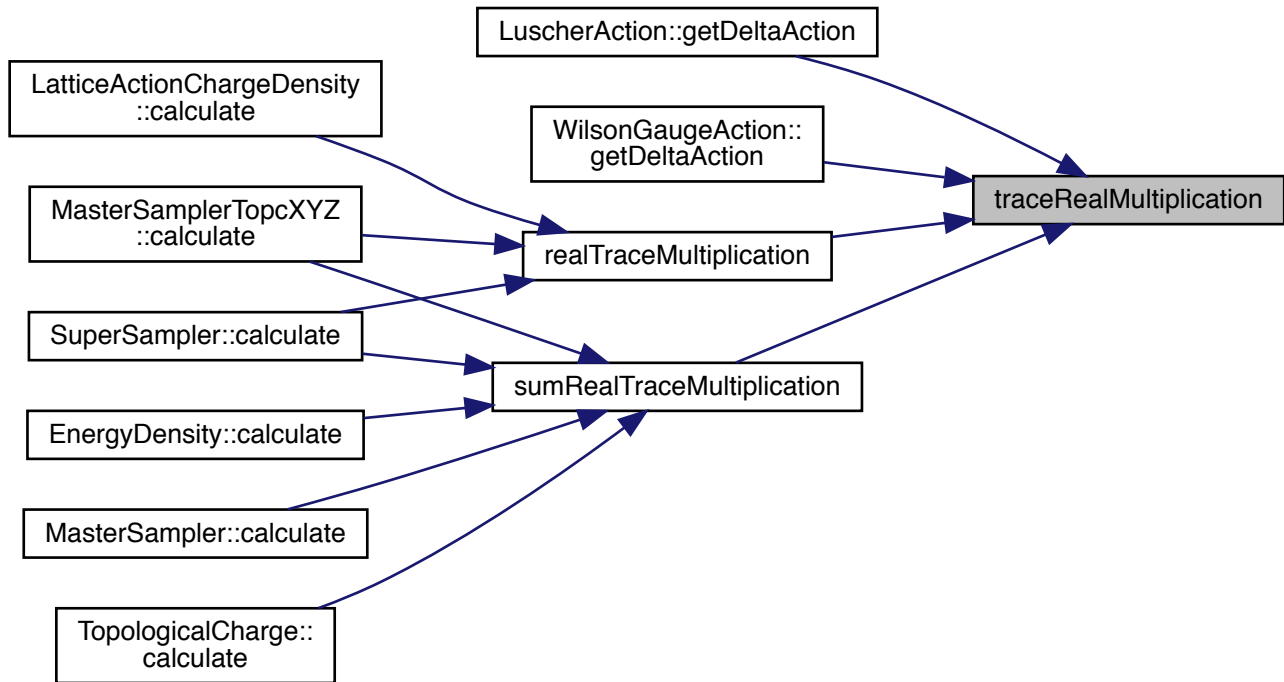 LuscherAction::getDeltaAction
LatticeActionChargeDensity
::calculate
WilsonGaugeAction::
getDeltaAction
traceRealMultiplication
MasterSamplerTopcXYZ
::calculate
realTraceMultiplication
SuperSampler::calculate
sumRealTraceMultiplication
EnergyDensity::calculate
MasterSampler::calculate
TopologicalCharge::
calculate